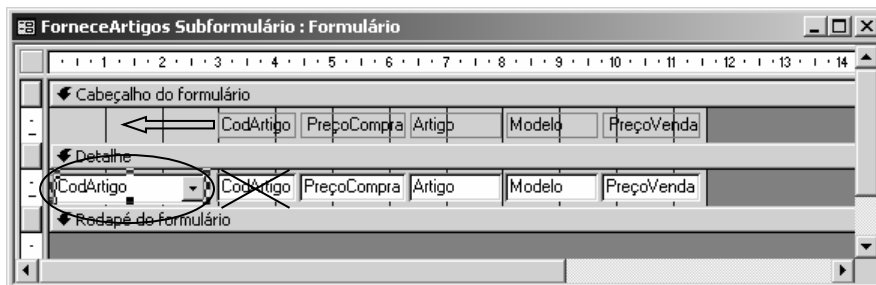 ForneceArtigos Subformulário : Formulário
1 2 3 4 5 6 7 8 9 10 11 12 13 14
Cabeçalho do formulário
CodArtigo PreçoCompra Artigo Modelo PreçoVenda
Detalhe
CodArtigo CodArtigo PreçoCompra Artigo Modelo PreçoVenda
Rodapé do formulário